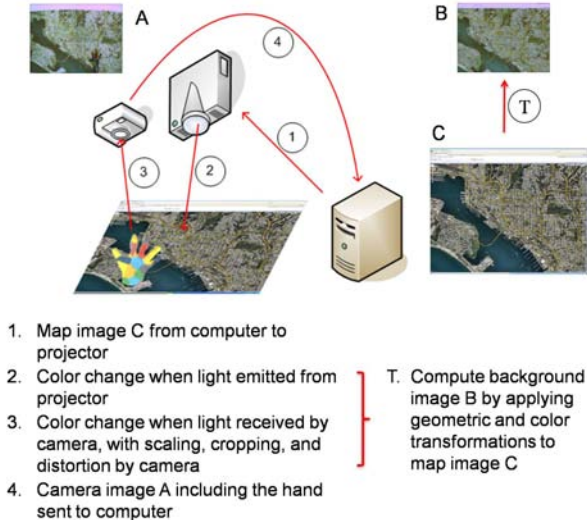 A
B
4
T
1
C
3
2
1. Map image C from computer to
projector
2. Color change when light emitted from
projector
3. Color change when light received by
camera, with scaling, cropping, and
distortion by camera
4. Camera image A including the hand
sent to computer
T. Compute background
image B by applying
geometric and color
transformations to
map image C